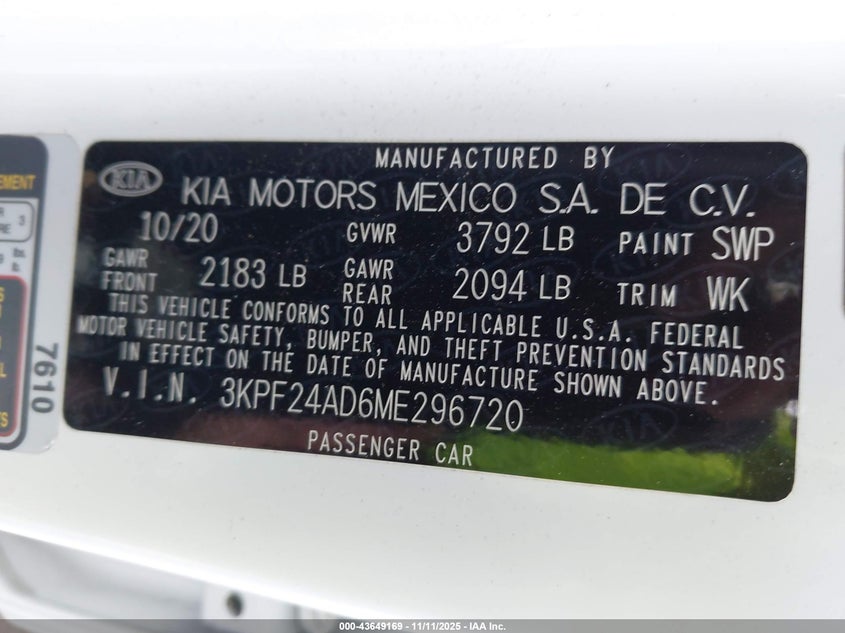 MANUFACTURED BY
KIA KIA MOTORS MEXICO S.A. DE C.V.
10/20 GVWR 3792 LB PAINT SWP
GAWR FRONT 2183 LB GAWR REAR 2094 LB TRIM WK
THIS VEHICLE CONFORMS TO ALL APPLICABLE U.S.A. FEDERAL
MOTOR VEHICLE SAFETY, BUMPER, AND THEFT PREVENTION STANDARDS
IN EFFECT ON THE DATE OF MANUFACTURE SHOWN ABOVE.
V.I.N. 3KPF24AD6ME296720
PASSENGER CAR
7610
000-43649169 - 11/11/2025 - IAA Inc.